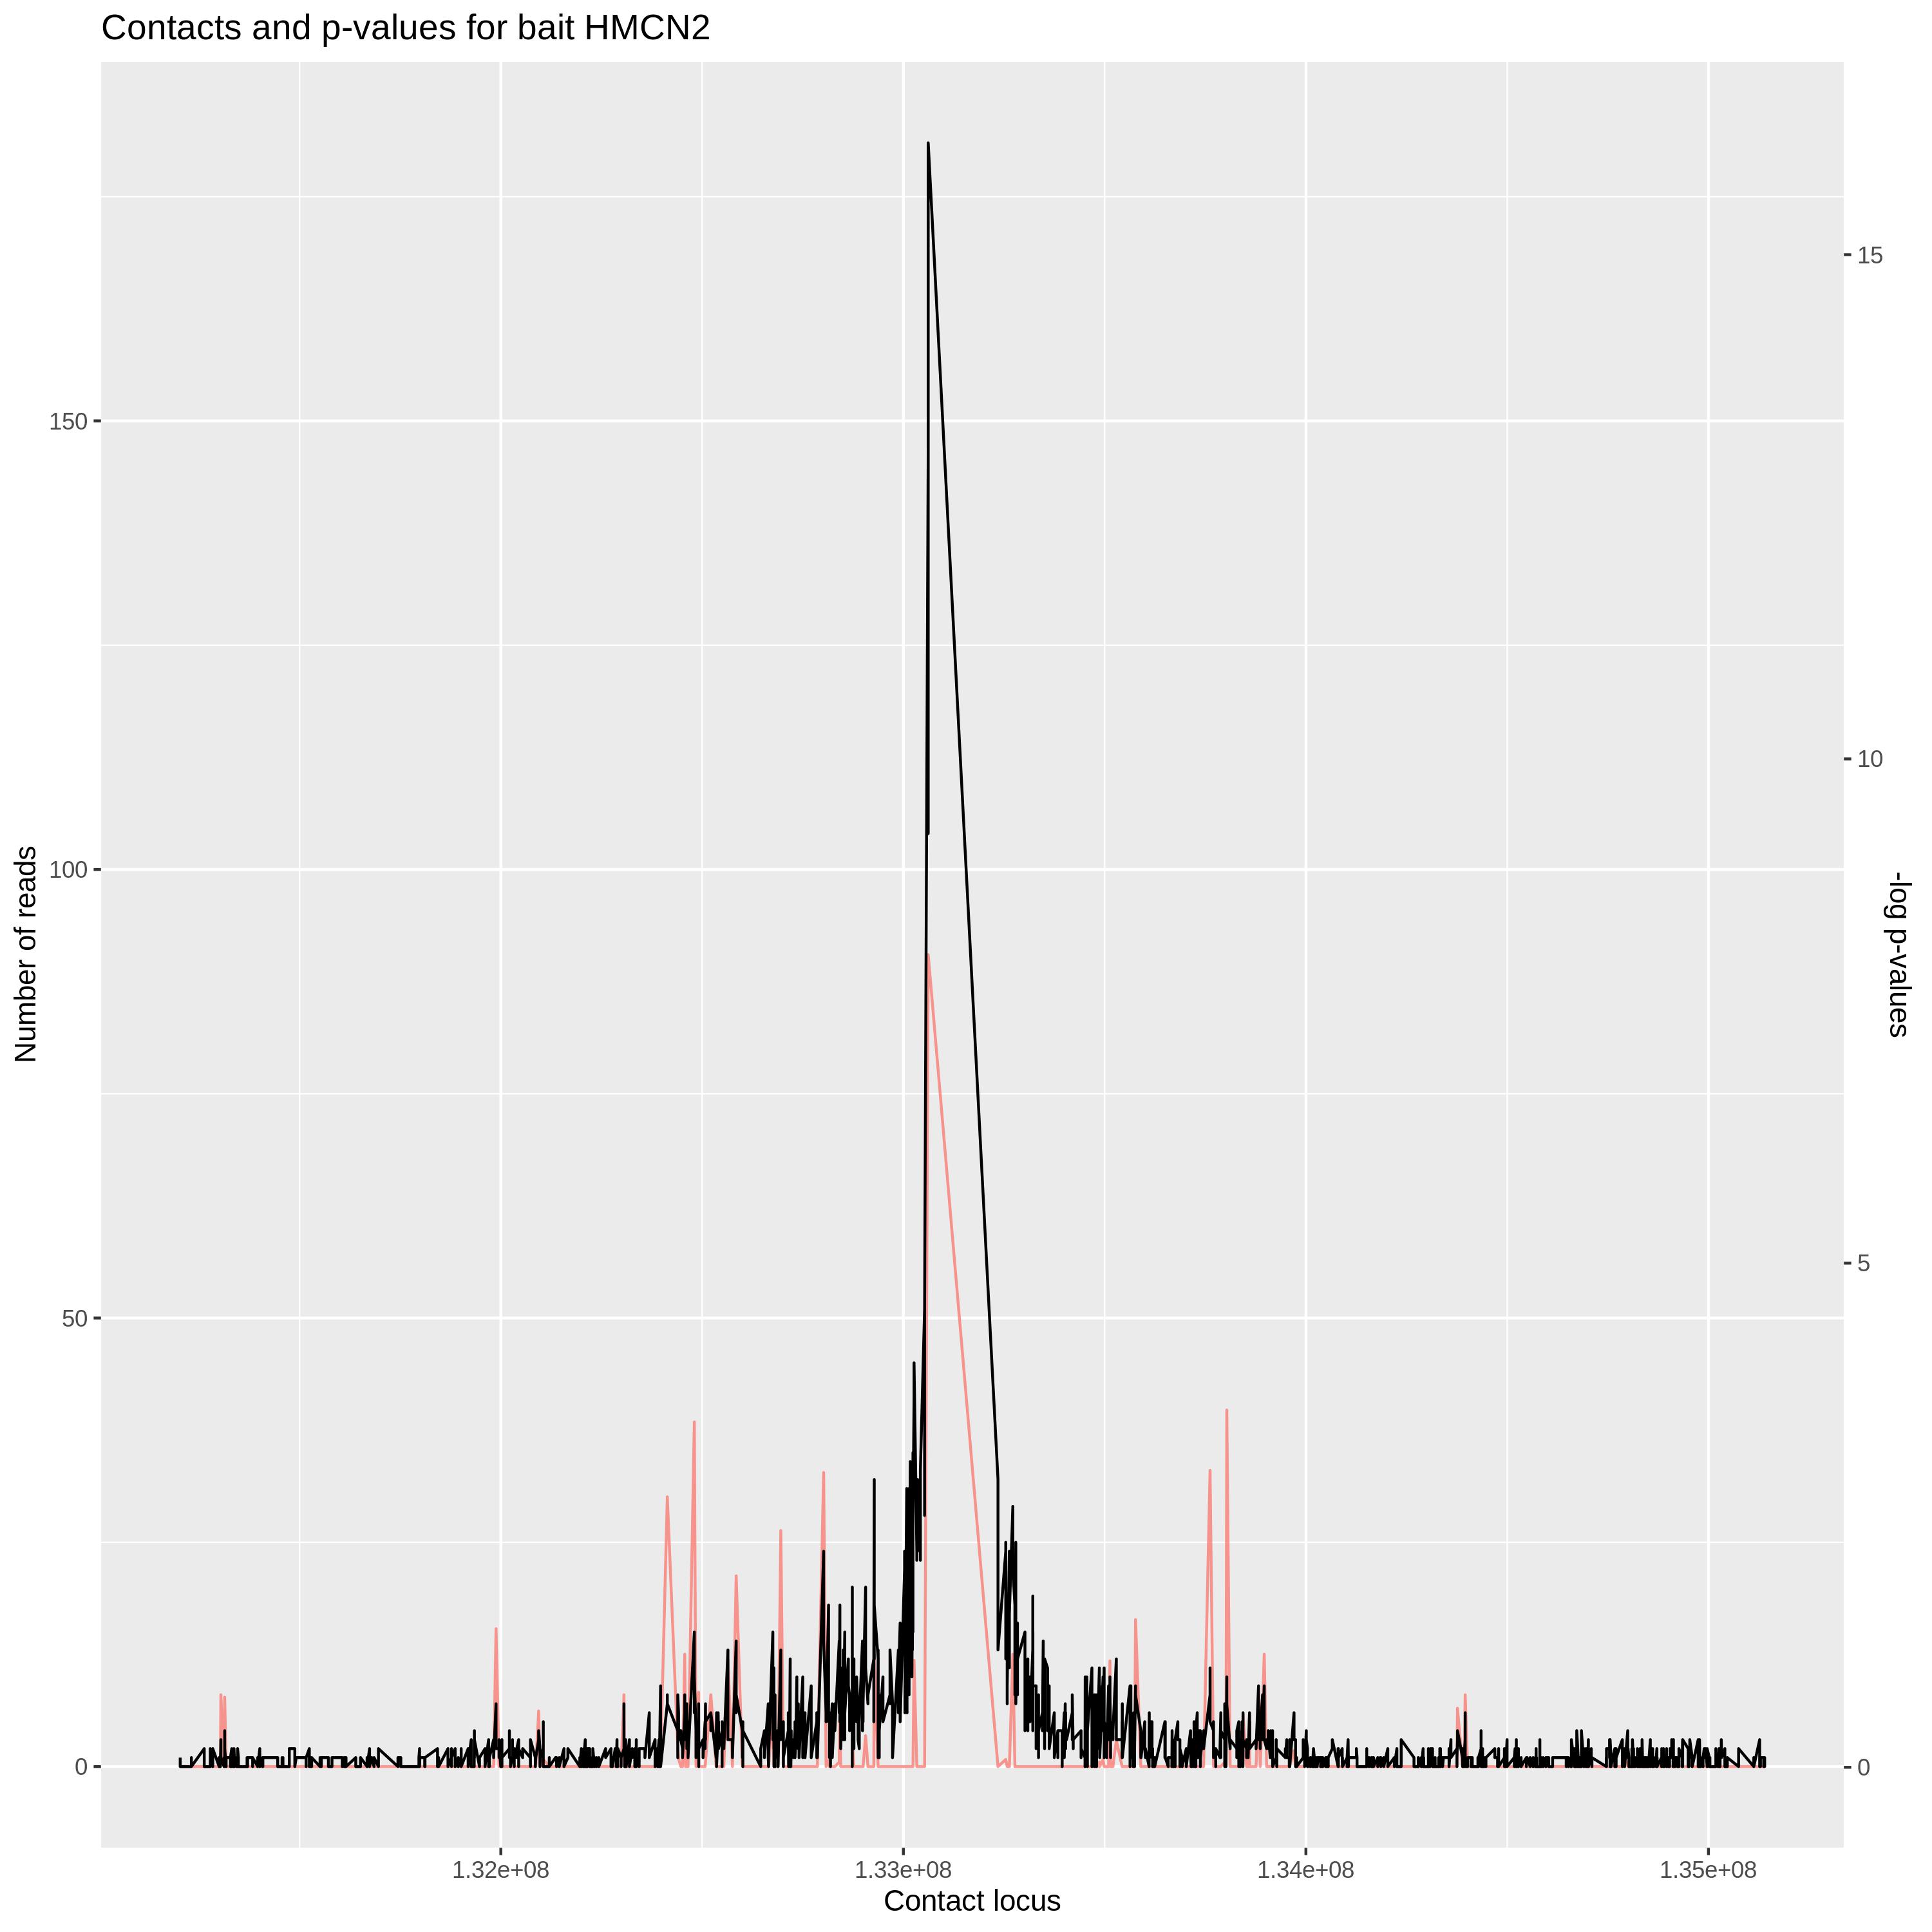 Contacts and p-values for bait HMCN2
150
100
50
0
Number of reads
15
10
5
0
-log p-values
1.32e+08
1.33e+08
1.34e+08
1.35e+08
Contact locus